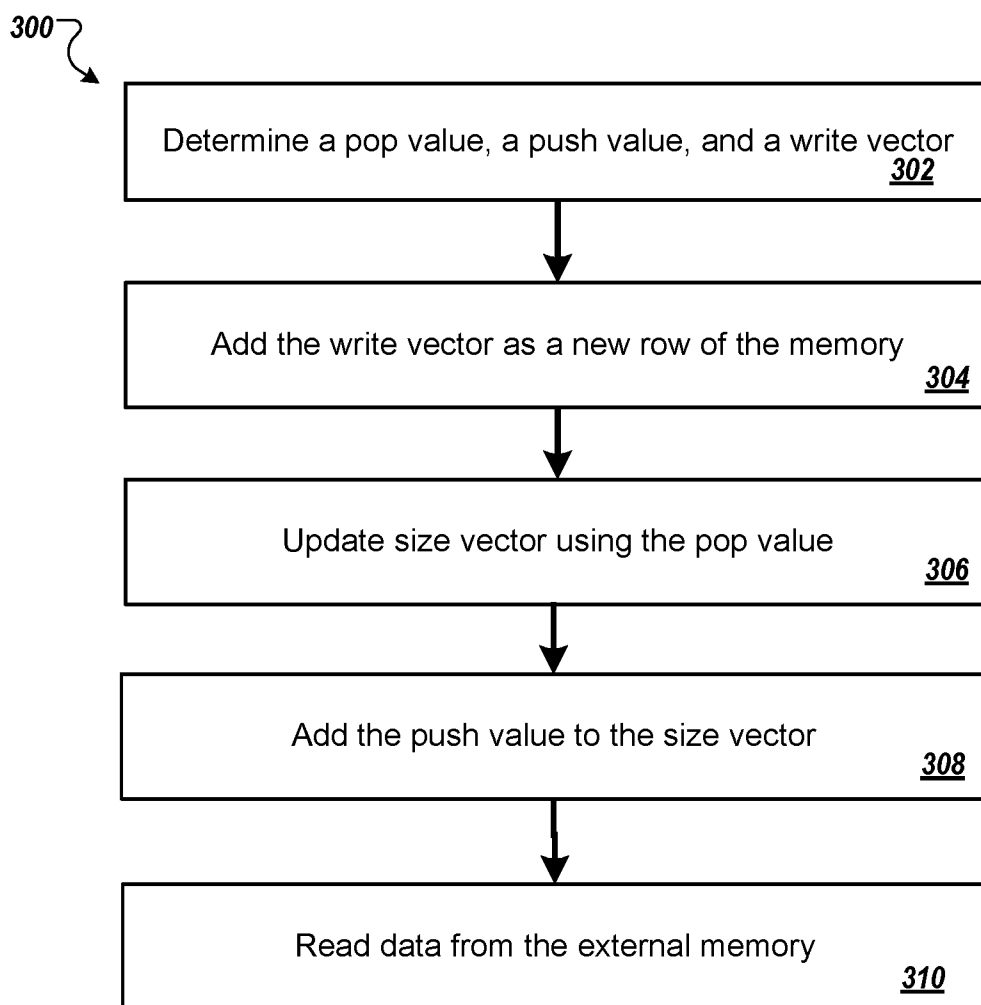 300
Determine a pop value, a push value, and a write vector
302
Add the write vector as a new row of the memory
304
Update size vector using the pop value
306
Add the push value to the size vector
308
Read data from the external memory
310